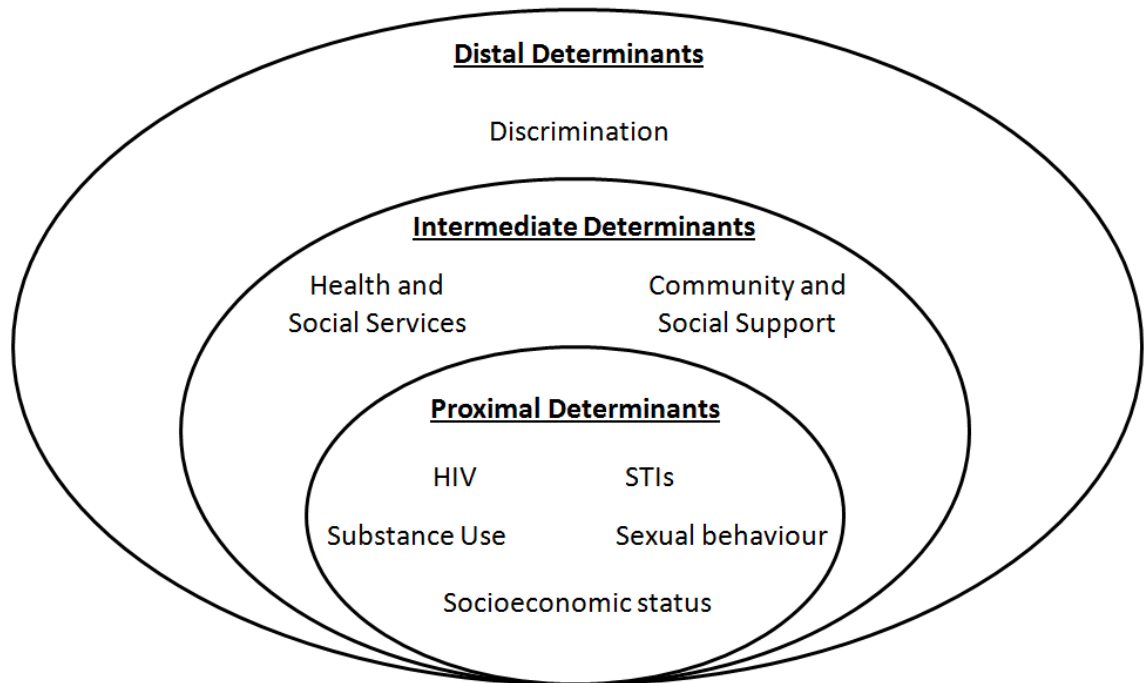 Distal Determinants
Discrimination
Intermediate Determinants
Health and
Social Services
Community and
Social Support
Proximal Determinants
HIV
STIs
Substance Use
Sexual behaviour
Socioeconomic status